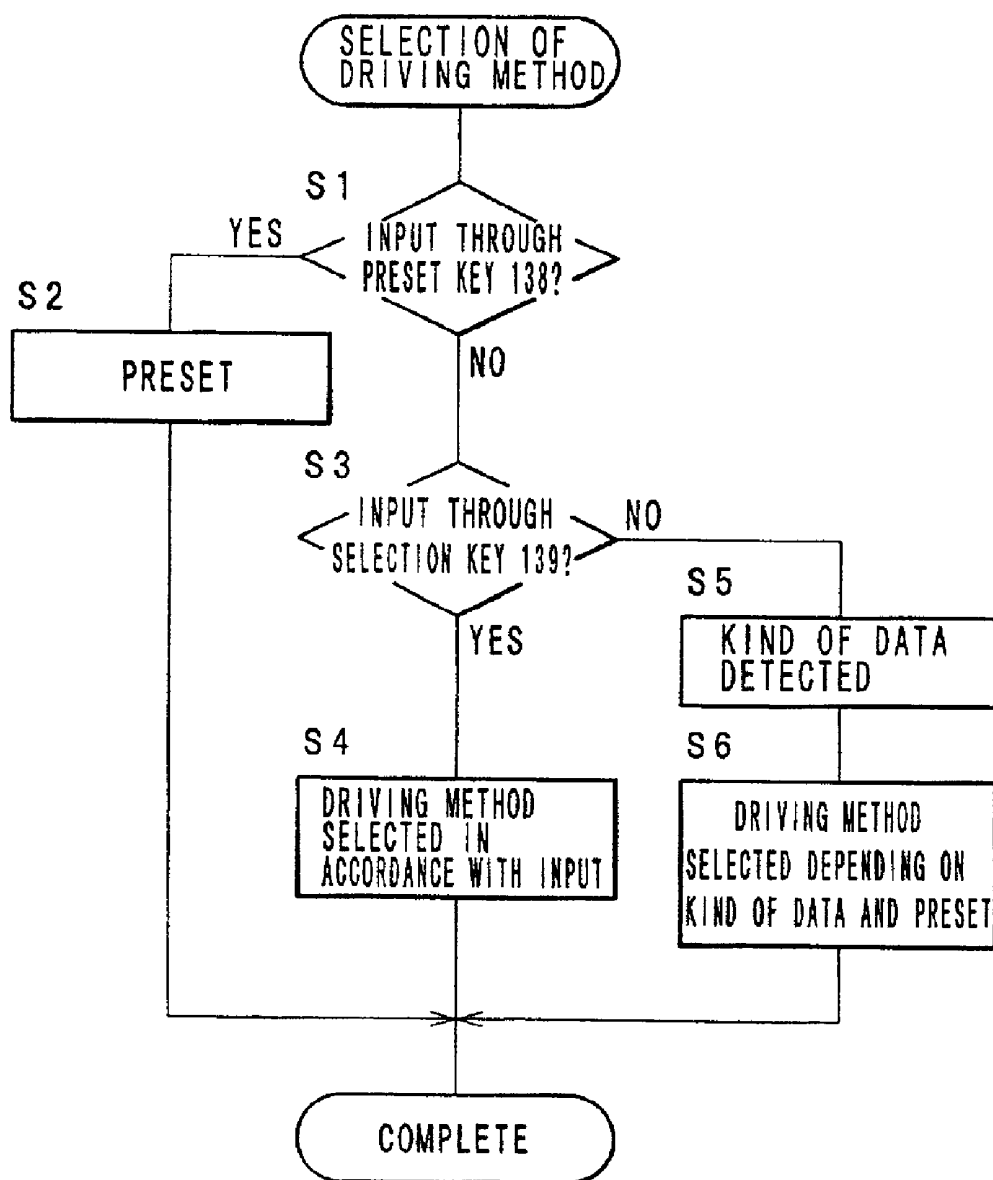 SELECTION OF
DRIVING METHOD
S1
YES
INPUT THROUGH
PRESET KEY 138?
S2
PRESET
NO
S3
INPUT THROUGH
SELECTION KEY 139?
NO
YES
S5
KIND OF DATA
DETECTED
S4
DRIVING METHOD
SELECTED IN
ACCORDANCE WITH INPUT
S6
DRIVING METHOD
SELECTED DEPENDING ON
KIND OF DATA AND PRESET
COMPLETE